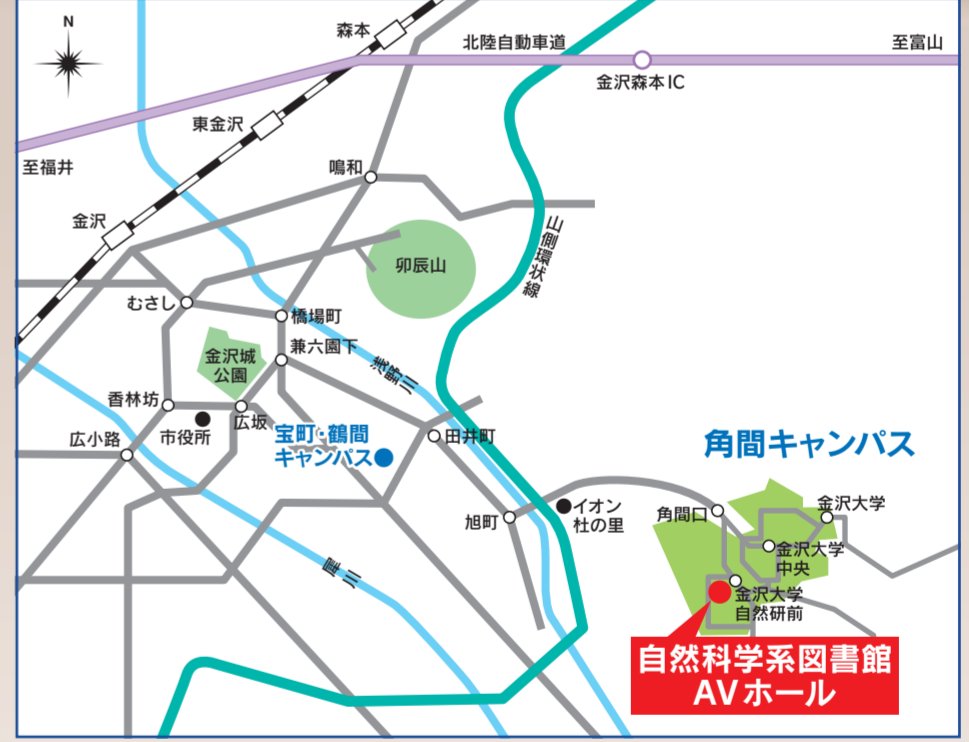 N
森本
北陸自動車道
至富山
金沢森本IC
東金沢
至福井
鳴和
金沢
山側環状線
卯辰山
むさし
橋場町
兼六園下
金沢城
公園
浅野川
香林坊
広坂
市役所
広小路
宝町・鶴間
キャンパス
田井町
角間キャンパス
旭町
イオン
杜の里
角間口
金沢大学
金沢大学
中央
金沢大学
自然研前
犀川
自然科学系図書館
AVホール